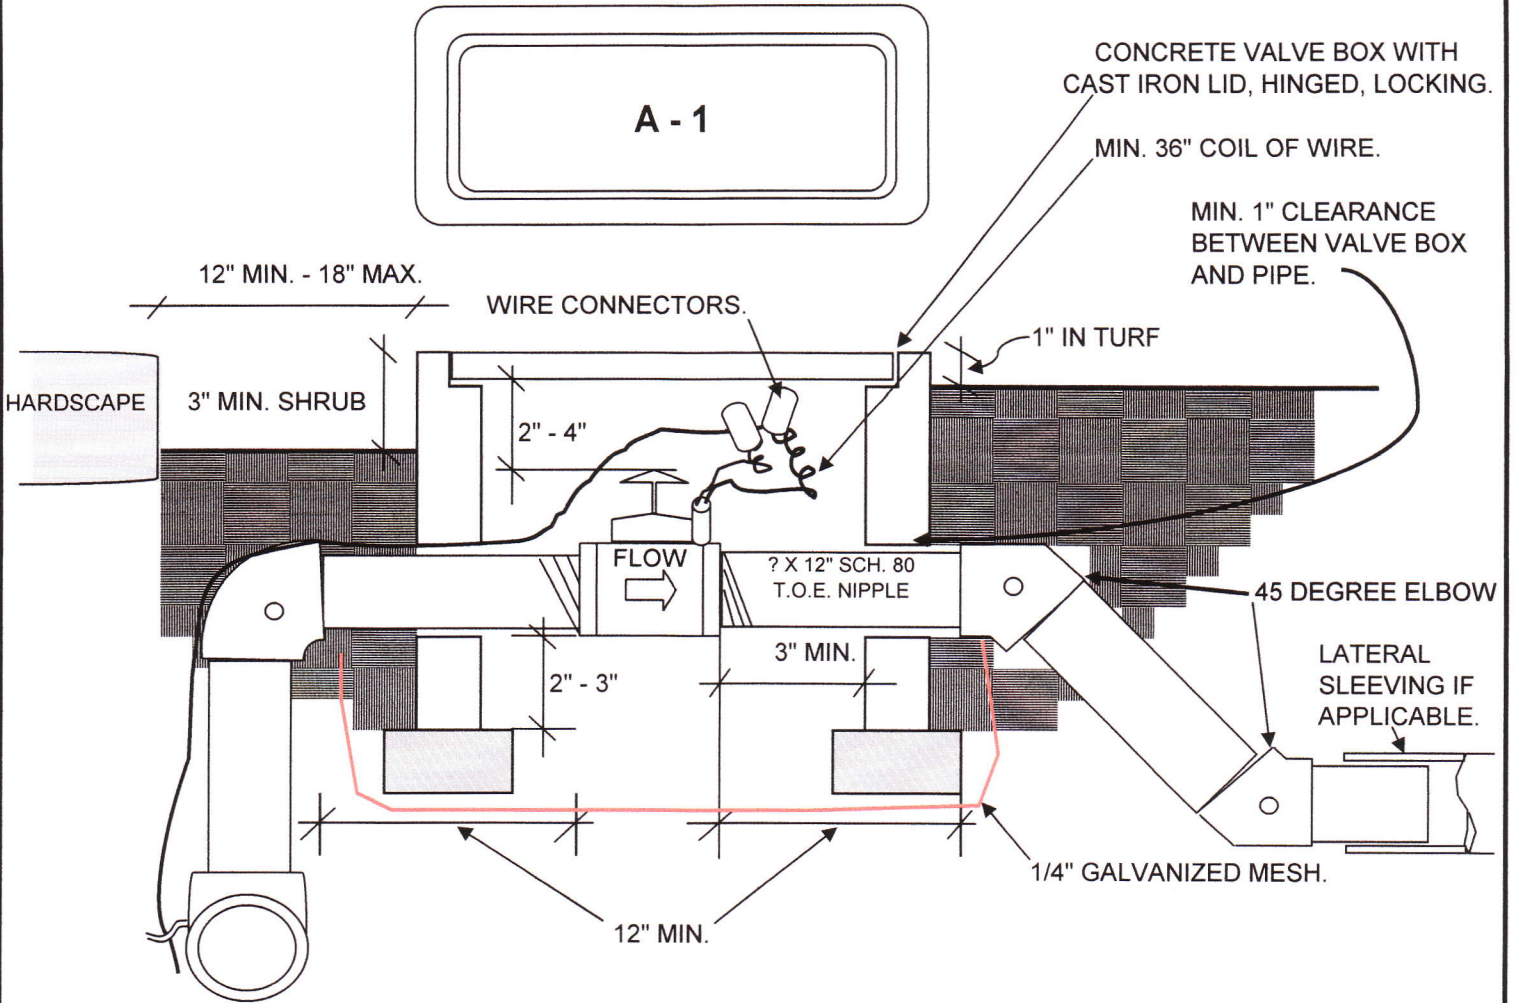 A - 1
CONCRETE VALVE BOX WITH
CAST IRON LID, HINGED, LOCKING.
MIN. 36" COIL OF WIRE.
MIN. 1" CLEARANCE
BETWEEN VALVE BOX
AND PIPE.
12" MIN. - 18" MAX.
WIRE CONNECTORS.
1" IN TURF
HARDSCAPE
3" MIN. SHRUB
2" - 4"
FLOW
? X 12" SCH. 80
T.O.E. NIPPLE
45 DEGREE ELBOW
3" MIN.
2" - 3"
LATERAL
SLEEVING IF
APPLICABLE.
1/4" GALVANIZED MESH.
12" MIN.